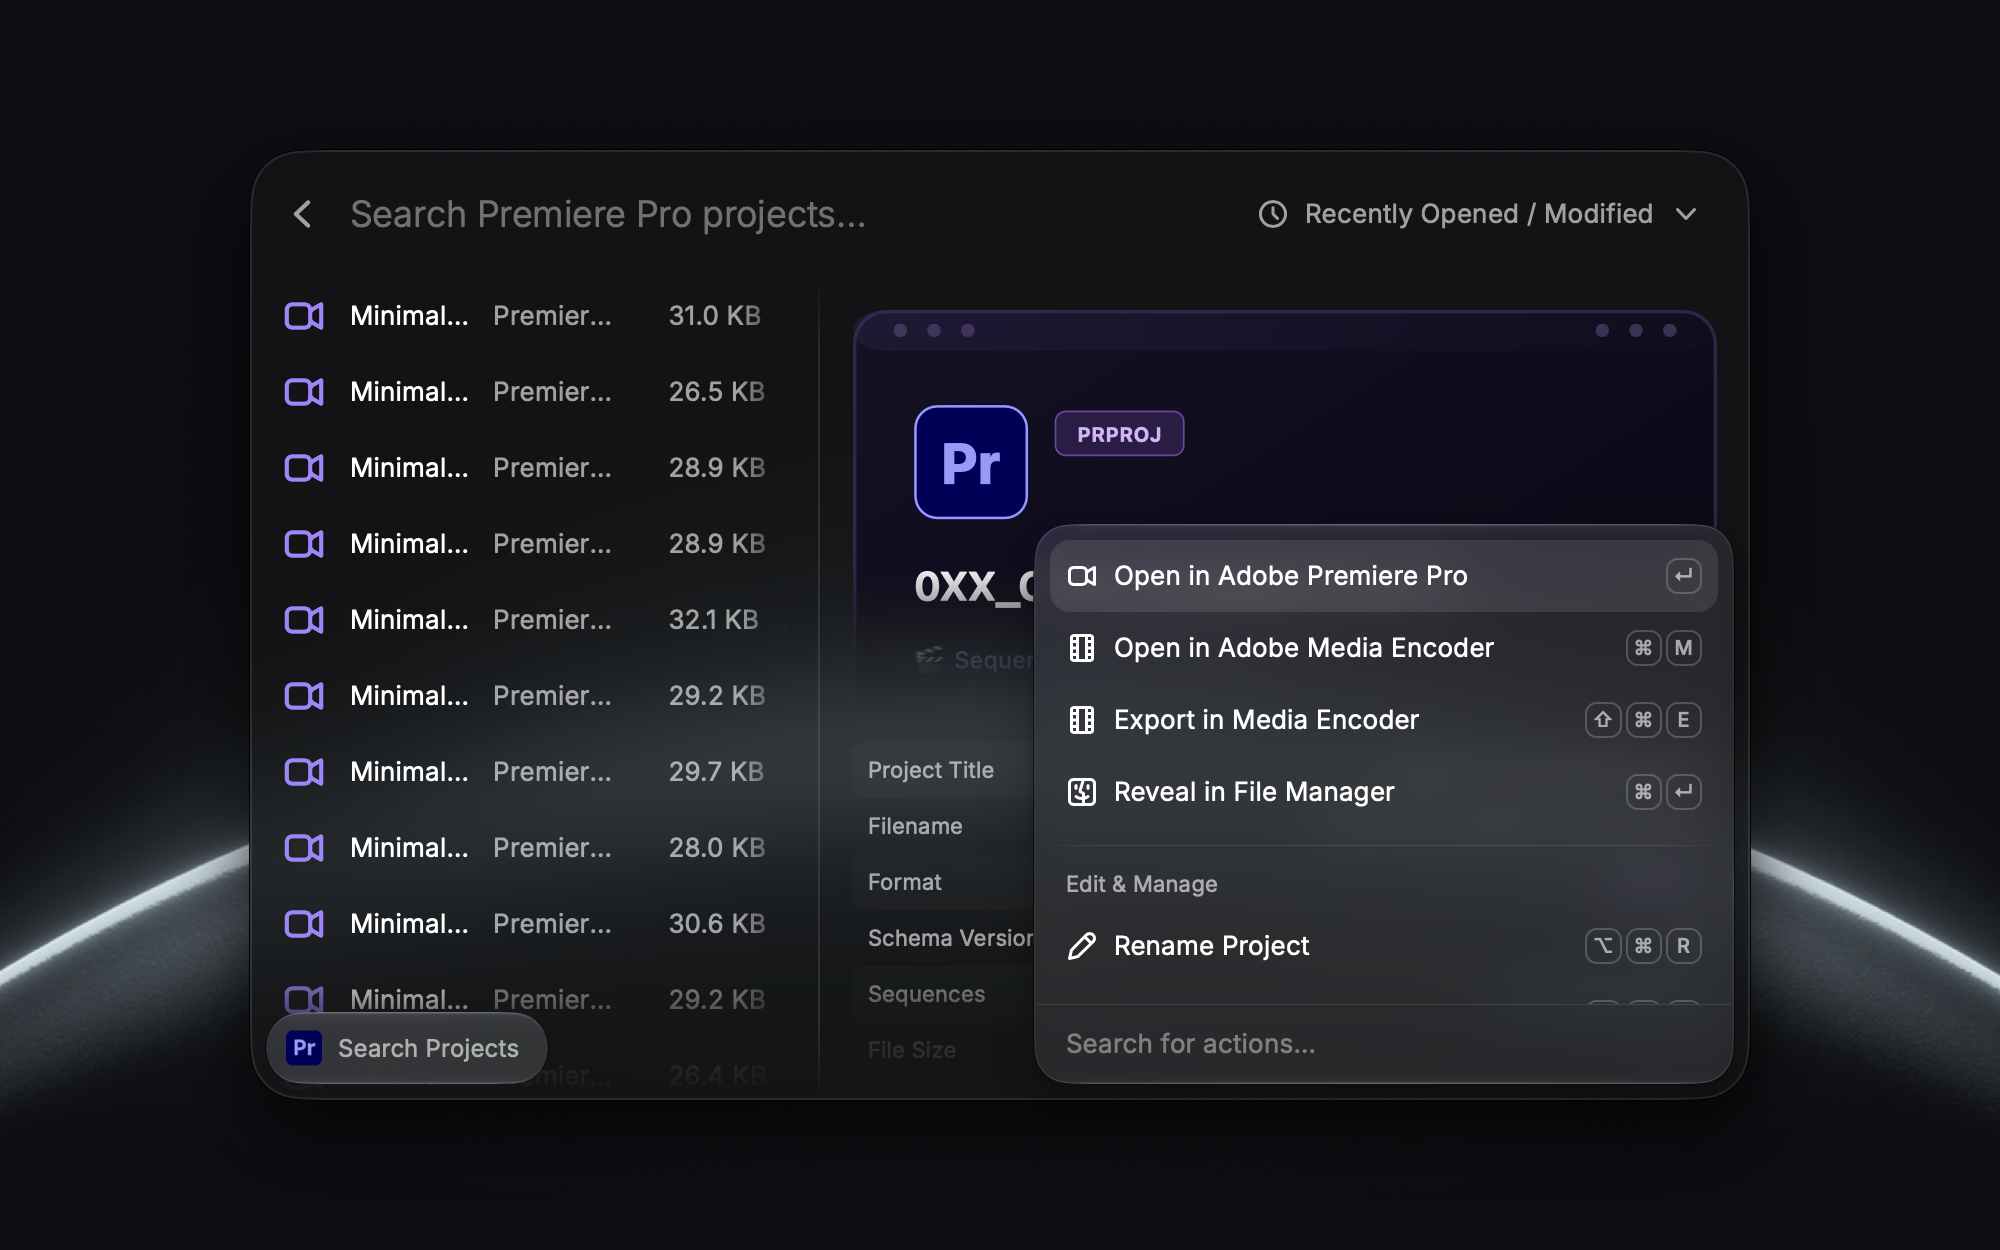 Search Premiere Pro projects...
Recently Opened / Modified
Minimal... Premier... 31.0 KB
Minimal... Premier... 26.5 KB
Minimal... Premier... 28.9 KB
Minimal... Premier... 28.9 KB
Minimal... Premier... 32.1 KB
Minimal... Premier... 29.2 KB
Minimal... Premier... 29.7 KB
Minimal... Premier... 28.0 KB
Minimal... Premier... 30.6 KB
Minimal... Premier... 29.2 KB
mier... 26.4 KB
Pr Search Projects
Pr
PRPROJ
0XX_
Sequen
Project Title
Filename
Format
Schema Version
Sequences
File Size
Open in Adobe Premiere Pro ↵
Open in Adobe Media Encoder ⌘ M
Export in Media Encoder ⇧ ⌘ E
Reveal in File Manager ⌘ ↵
Edit & Manage
Rename Project ⌥ ⌘ R
Search for actions...